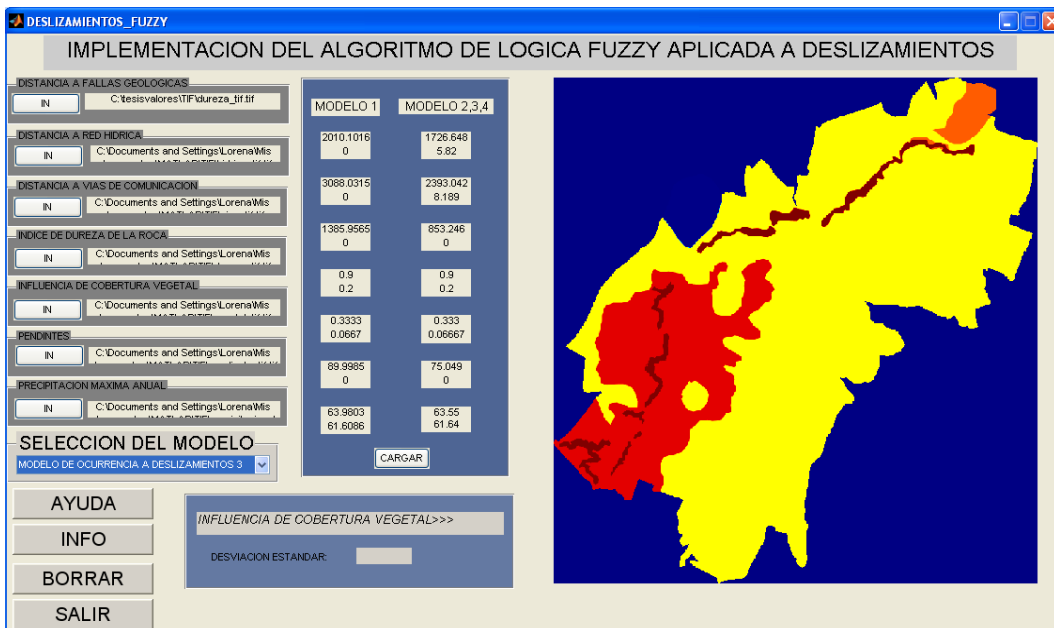 DESLIZAMIENTOS_FUZZY
IMPLEMENTACION DEL ALGORITMO DE LOGICA FUZZY APLICADA A DESLIZAMIENTOS
DISTANCIA A FALLAS GEOLOGICAS
IN
C:\tesisvalores\TIF\dureza_tif.tif
DISTANCIA A RED HIDRICA
IN
C:\Documents and Settings\Lorena\Mis
DISTANCIA A VIAS DE COMUNICACION
IN
C:\Documents and Settings\Lorena\Mis
INDICE DE DUREZA DE LA ROCA
IN
C:\Documents and Settings\Lorena\Mis
INFLUENCIA DE COBERTURA VEGETAL
IN
C:\Documents and Settings\Lorena\Mis
PENDINTES
IN
C:\Documents and Settings\Lorena\Mis
PRECIPITACION MAXIMA ANUAL
IN
C:\Documents and Settings\Lorena\Mis
SELECCION DEL MODELO
MODELO DE OCURRENCIA A DESLIZAMIENTOS 3
AYUDA
INFO
BORRAR
SALIR
MODELO 1 MODELO 2,3,4
2010.1016 1726.648
0 5.82
3088.0315 2393.042
0 8.189
1385.9565 853.246
0 0
0.9 0.9
0.2 0.2
0.3333 0.333
0.0667 0.06667
89.9985 75.049
0 0
63.9803 63.55
61.6086 61.64
CARGAR
INFLUENCIA DE COBERTURA VEGETAL>>>
DESVIACION ESTANDAR: